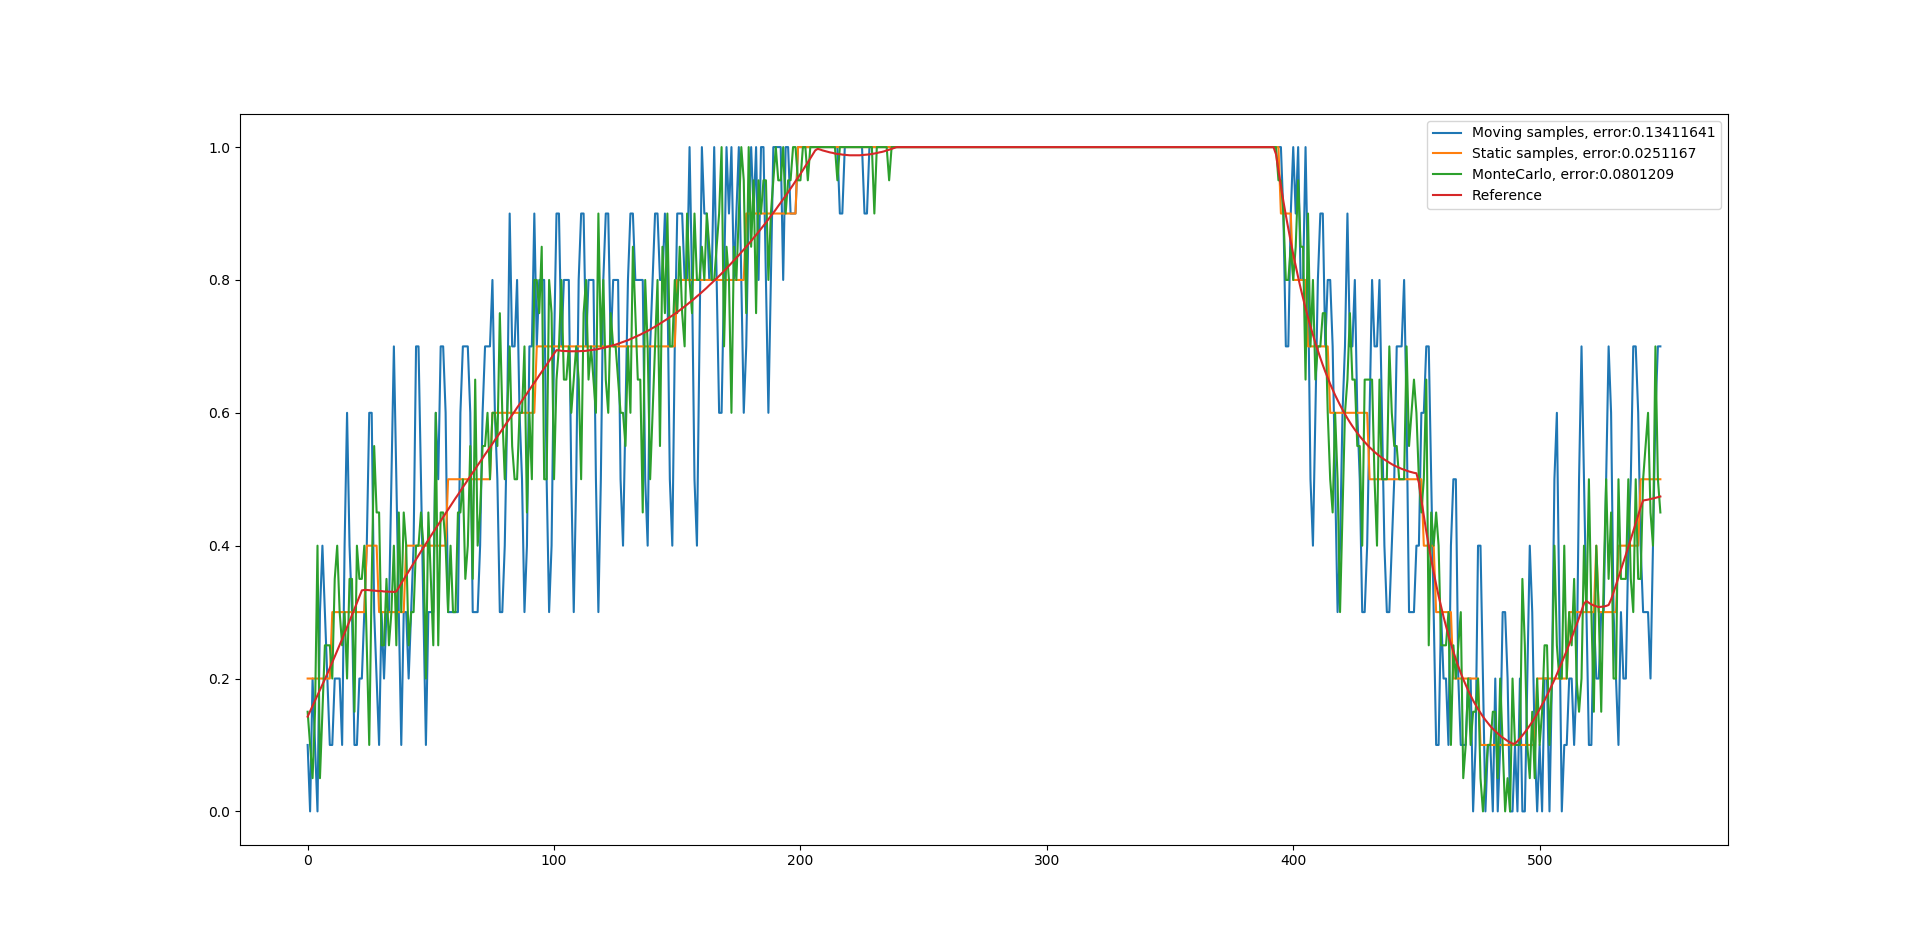 Moving samples, error:0.13411641
Static samples, error:0.0251167
MonteCarlo, error:0.0801209
Reference
1.0
0.8
0.6
0.4
0.2
0.0
0 100 200 300 400 500